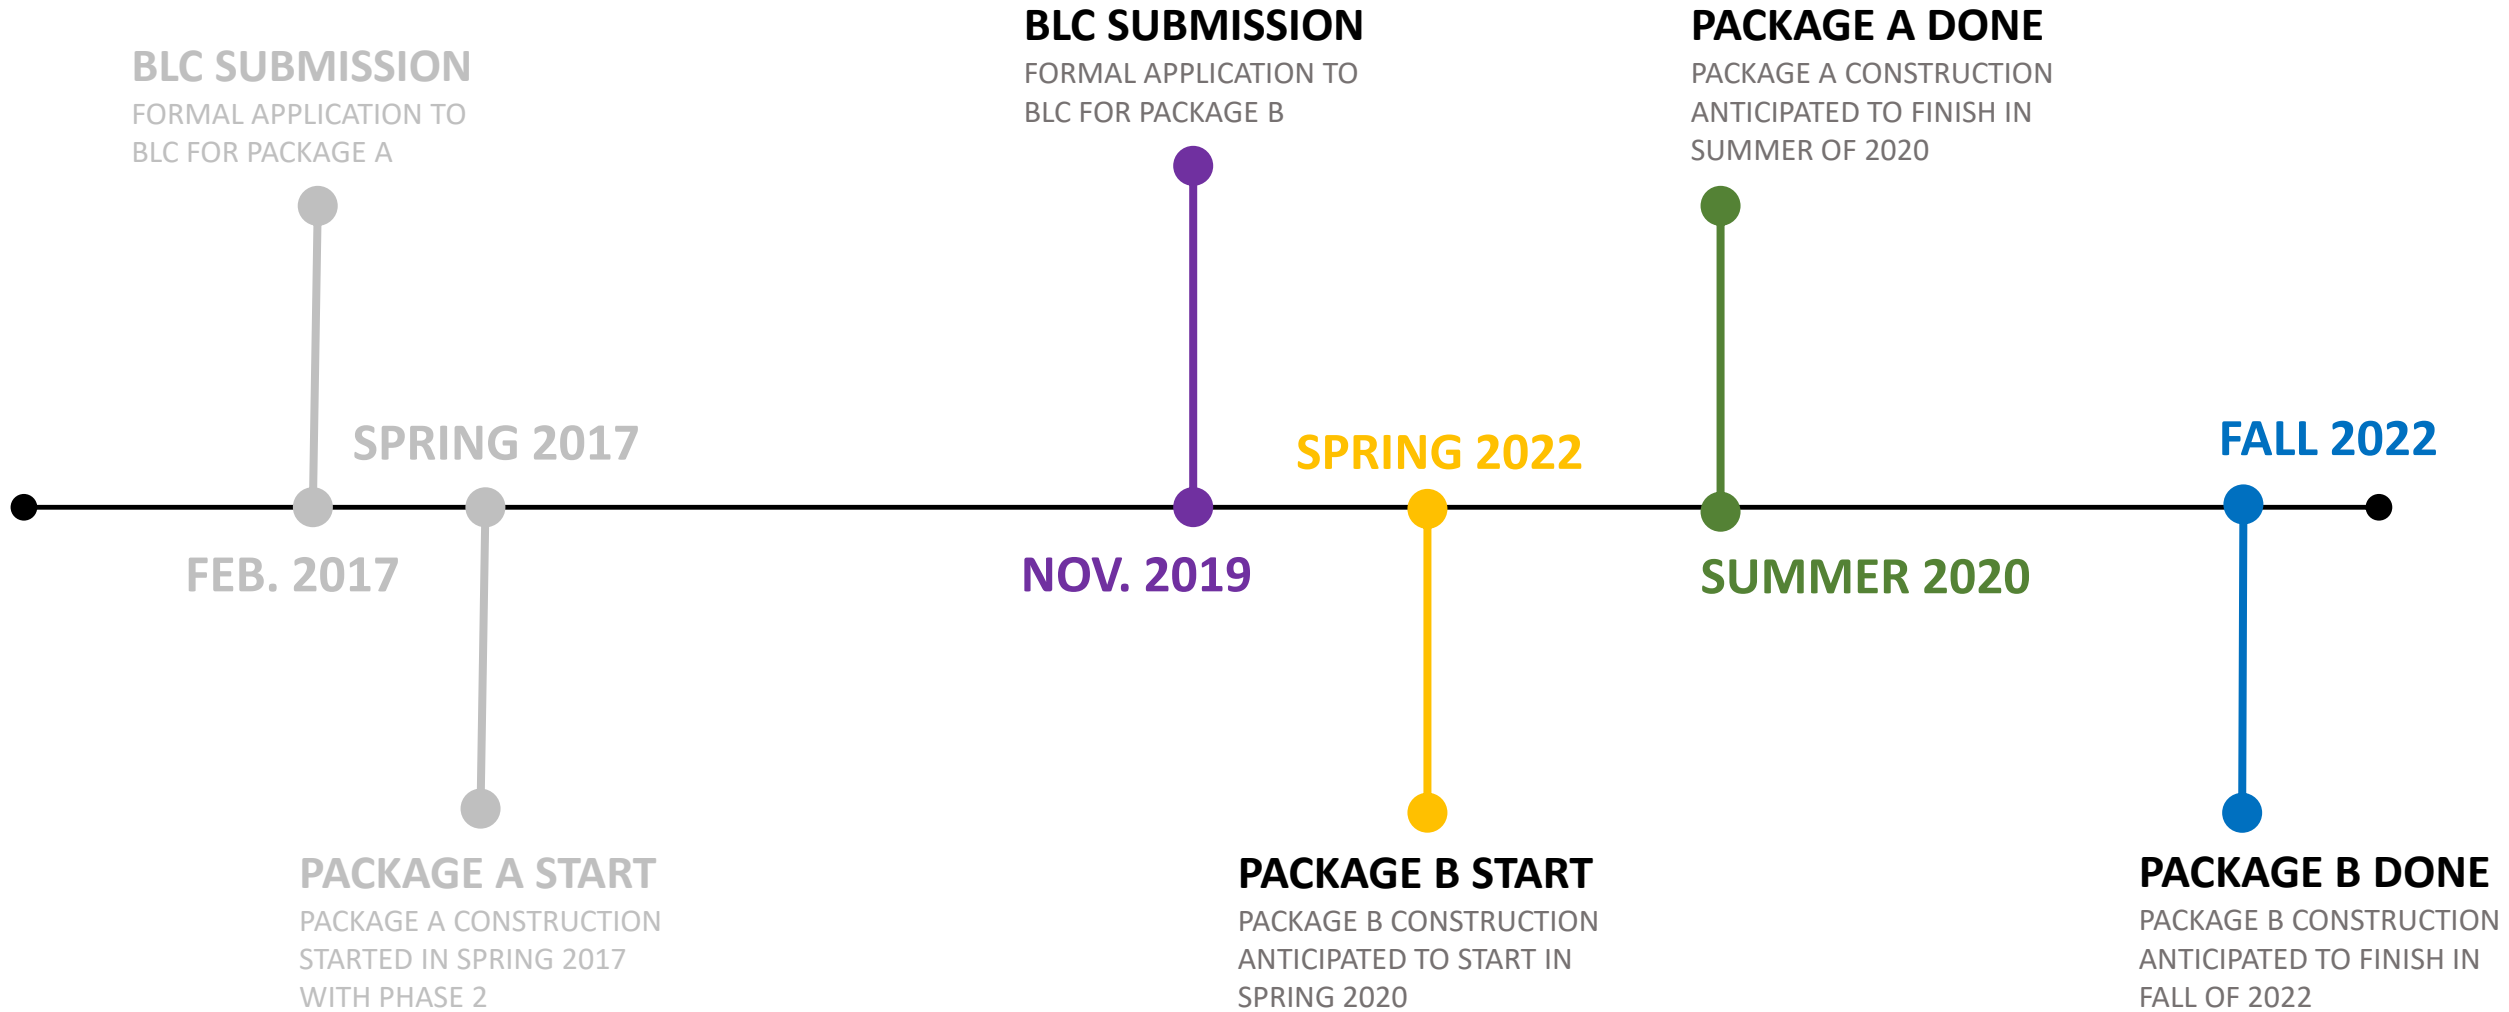 BLC SUBMISSION
FORMAL APPLICATION TO
BLC FOR PACKAGE A
FEB. 2017
SPRING 2017
PACKAGE A START
PACKAGE A CONSTRUCTION
STARTED IN SPRING 2017
WITH PHASE 2
BLC SUBMISSION
FORMAL APPLICATION TO
BLC FOR PACKAGE B
NOV. 2019
SPRING 2022
PACKAGE B START
PACKAGE B CONSTRUCTION
ANTICIPATED TO START IN
SPRING 2020
PACKAGE A DONE
PACKAGE A CONSTRUCTION
ANTICIPATED TO FINISH IN
SUMMER OF 2020
SUMMER 2020
FALL 2022
PACKAGE B DONE
PACKAGE B CONSTRUCTION
ANTICIPATED TO FINISH IN
FALL OF 2022